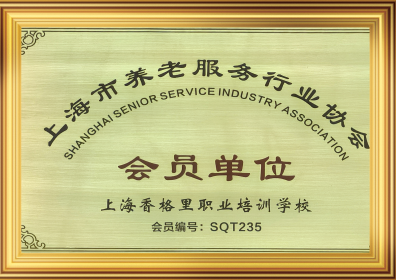 上海市养老服务行业协会
SHANGHAI SENIOR SERVICE INDUSTRY ASSOCIATION
会员单位
上海香格里职业培训学校
会员编号：SQT235